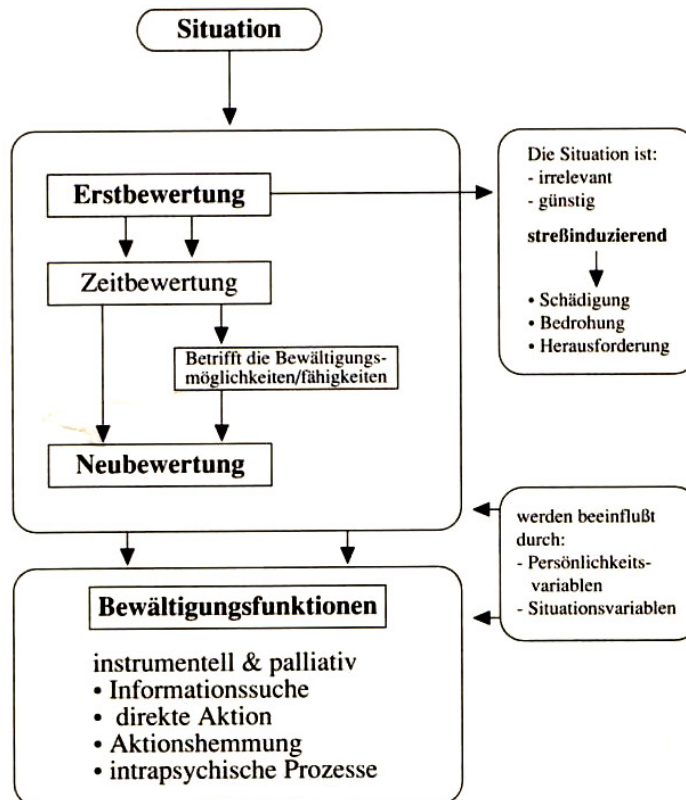 Situation
Erstbewertung
Zeitbewertung
Betrifft die Bewältigungs-
möglichkeiten/fähigkeiten
Neubewertung
Die Situation ist:
- irrelevant
- günstig
streßinduzierend
• Schädigung
• Bedrohung
• Herausforderung
werden beeinflußt
durch:
- Persönlichkeits-
variablen
- Situationsvariablen
Bewältigungsfunktionen
instrumentell & palliativ
• Informationssuche
• direkte Aktion
• Aktionshemmung
• intrapsychische Prozesse